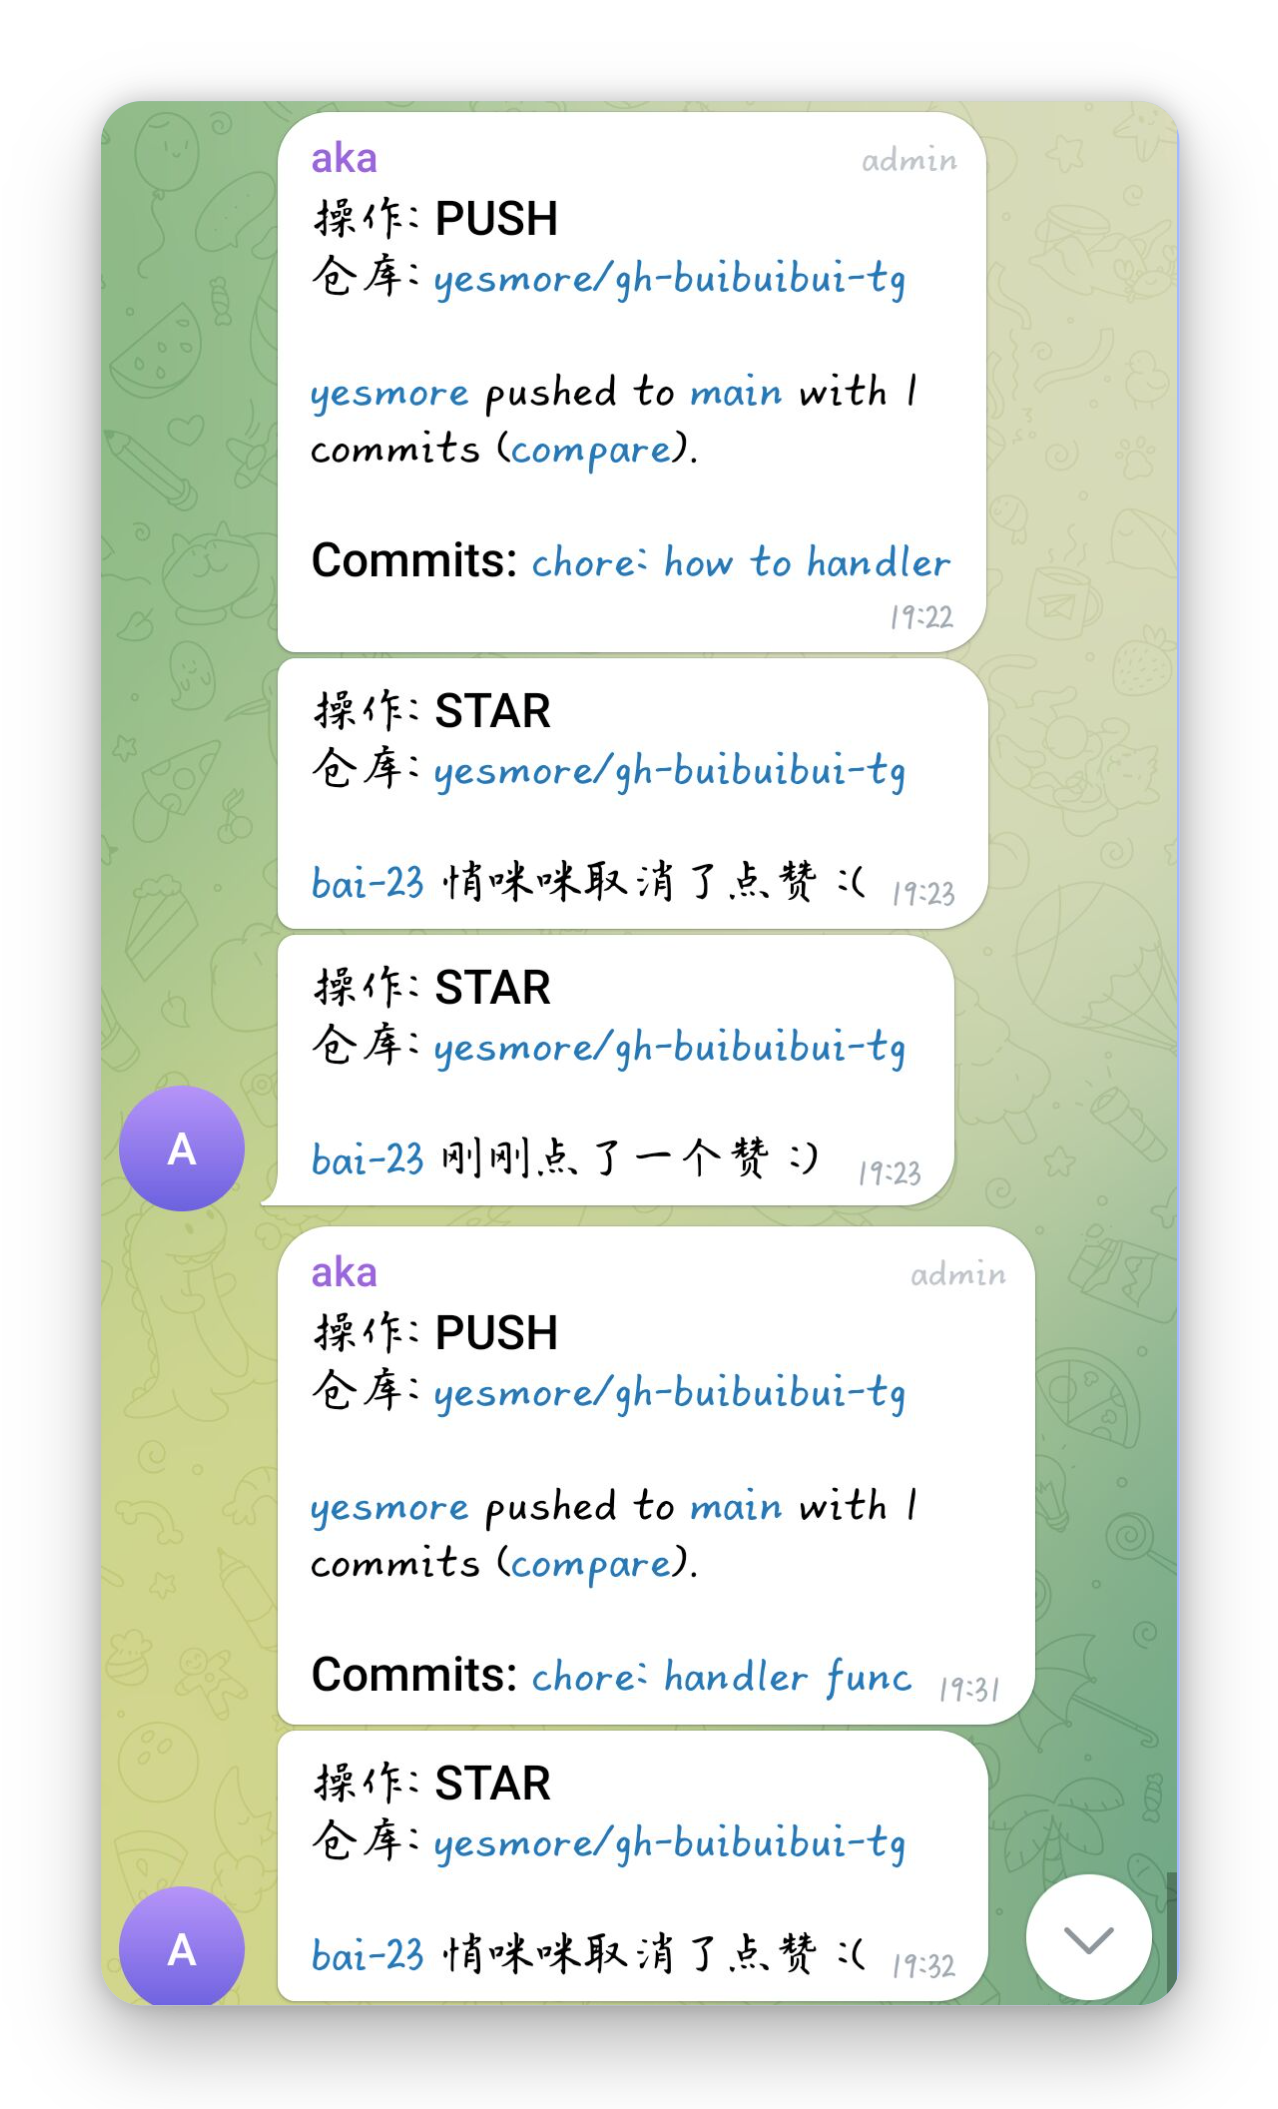 aka admin
操作: PUSH
仓库: yesmore/gh-buibuibui-tg
yesmore pushed to main with 1
commits (compare).
Commits: chore: how to handler
19:22
操作: STAR
仓库: yesmore/gh-buibuibui-tg
bai-23 悄咪咪取消了点赞 :( 19:23
操作: STAR
仓库: yesmore/gh-buibuibui-tg
bai-23 刚刚点了一个赞 :) 19:23
A
aka admin
操作: PUSH
仓库: yesmore/gh-buibuibui-tg
yesmore pushed to main with 1
commits (compare).
Commits: chore: handler func 19:31
操作: STAR
仓库: yesmore/gh-buibuibui-tg
bai-23 悄咪咪取消了点赞 :( 19:32
A